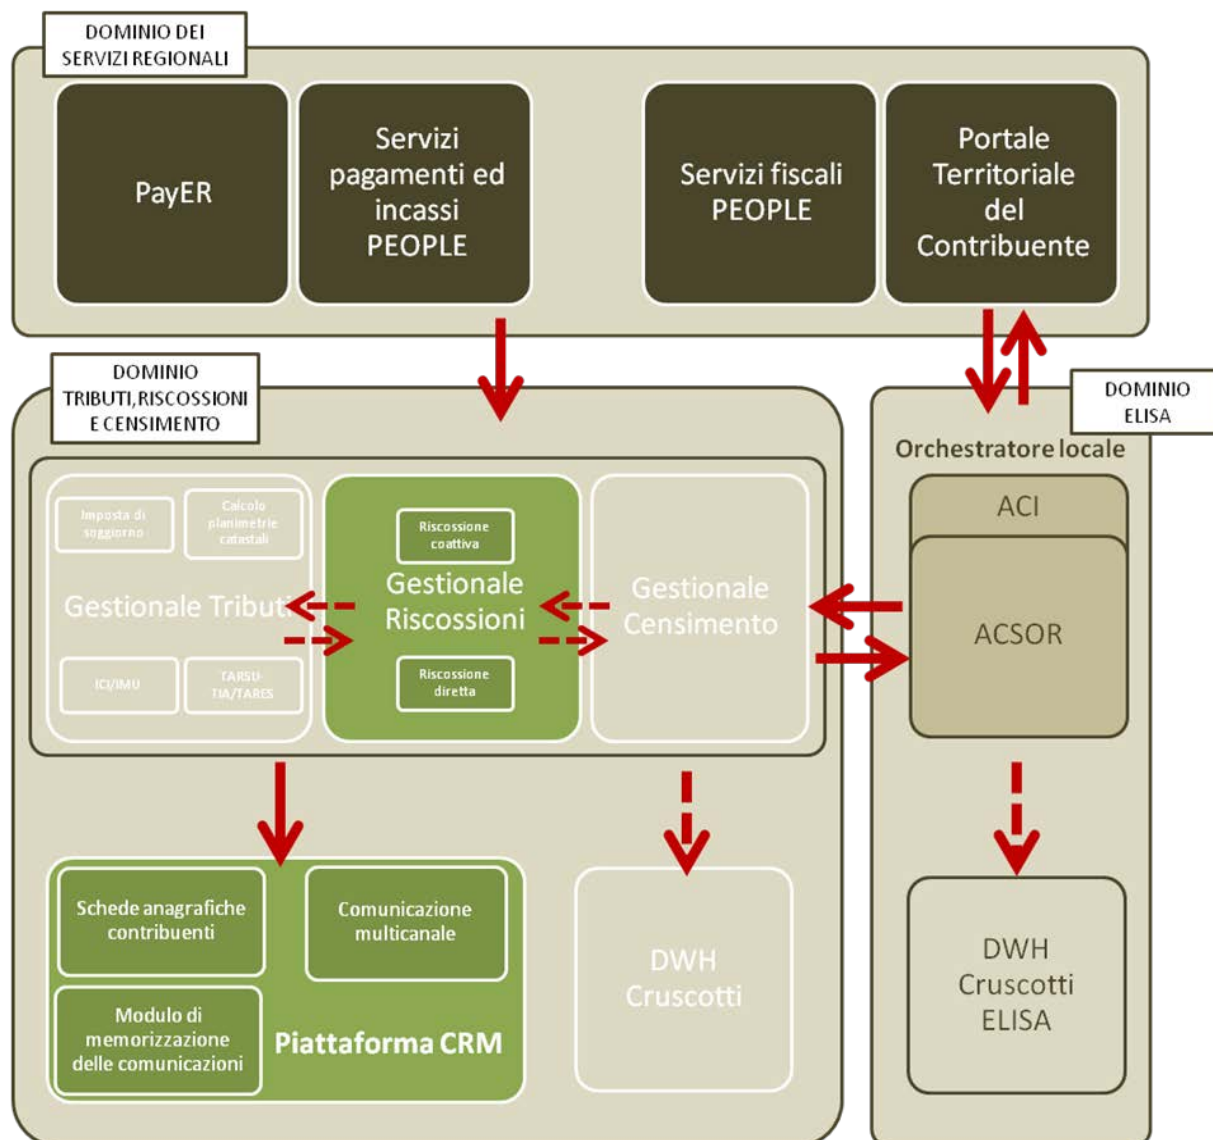 DOMINIO DEI
SERVIZI REGIONALI
PayER
Servizi
pagamenti ed
incassi
PEOPLE
Servizi fiscali
PEOPLE
Portale
Territoriale
del
Contribuente
DOMINIO
TRIBUTI,RISCOSSIONI
E CENSIMENTO
DOMINIO
ELISA
Orchestratore locale
Imposta di
soggiorno
Calcolo
planimetrie
catastali
Gestionale Tributi
ICI/IMU
TARSU-
TIA/TARES
Riscossione
coattiva
Gestionale
Riscossioni
Riscossione
diretta
Gestionale
Censimento
ACI
ACSOR
Schede anagrafiche
contribuenti
Comunicazione
multicanale
Modulo di
memorizzazione
delle comunicazioni
Piattaforma CRM
DWH
Cruscotti
DWH
Cruscotti
ELISA